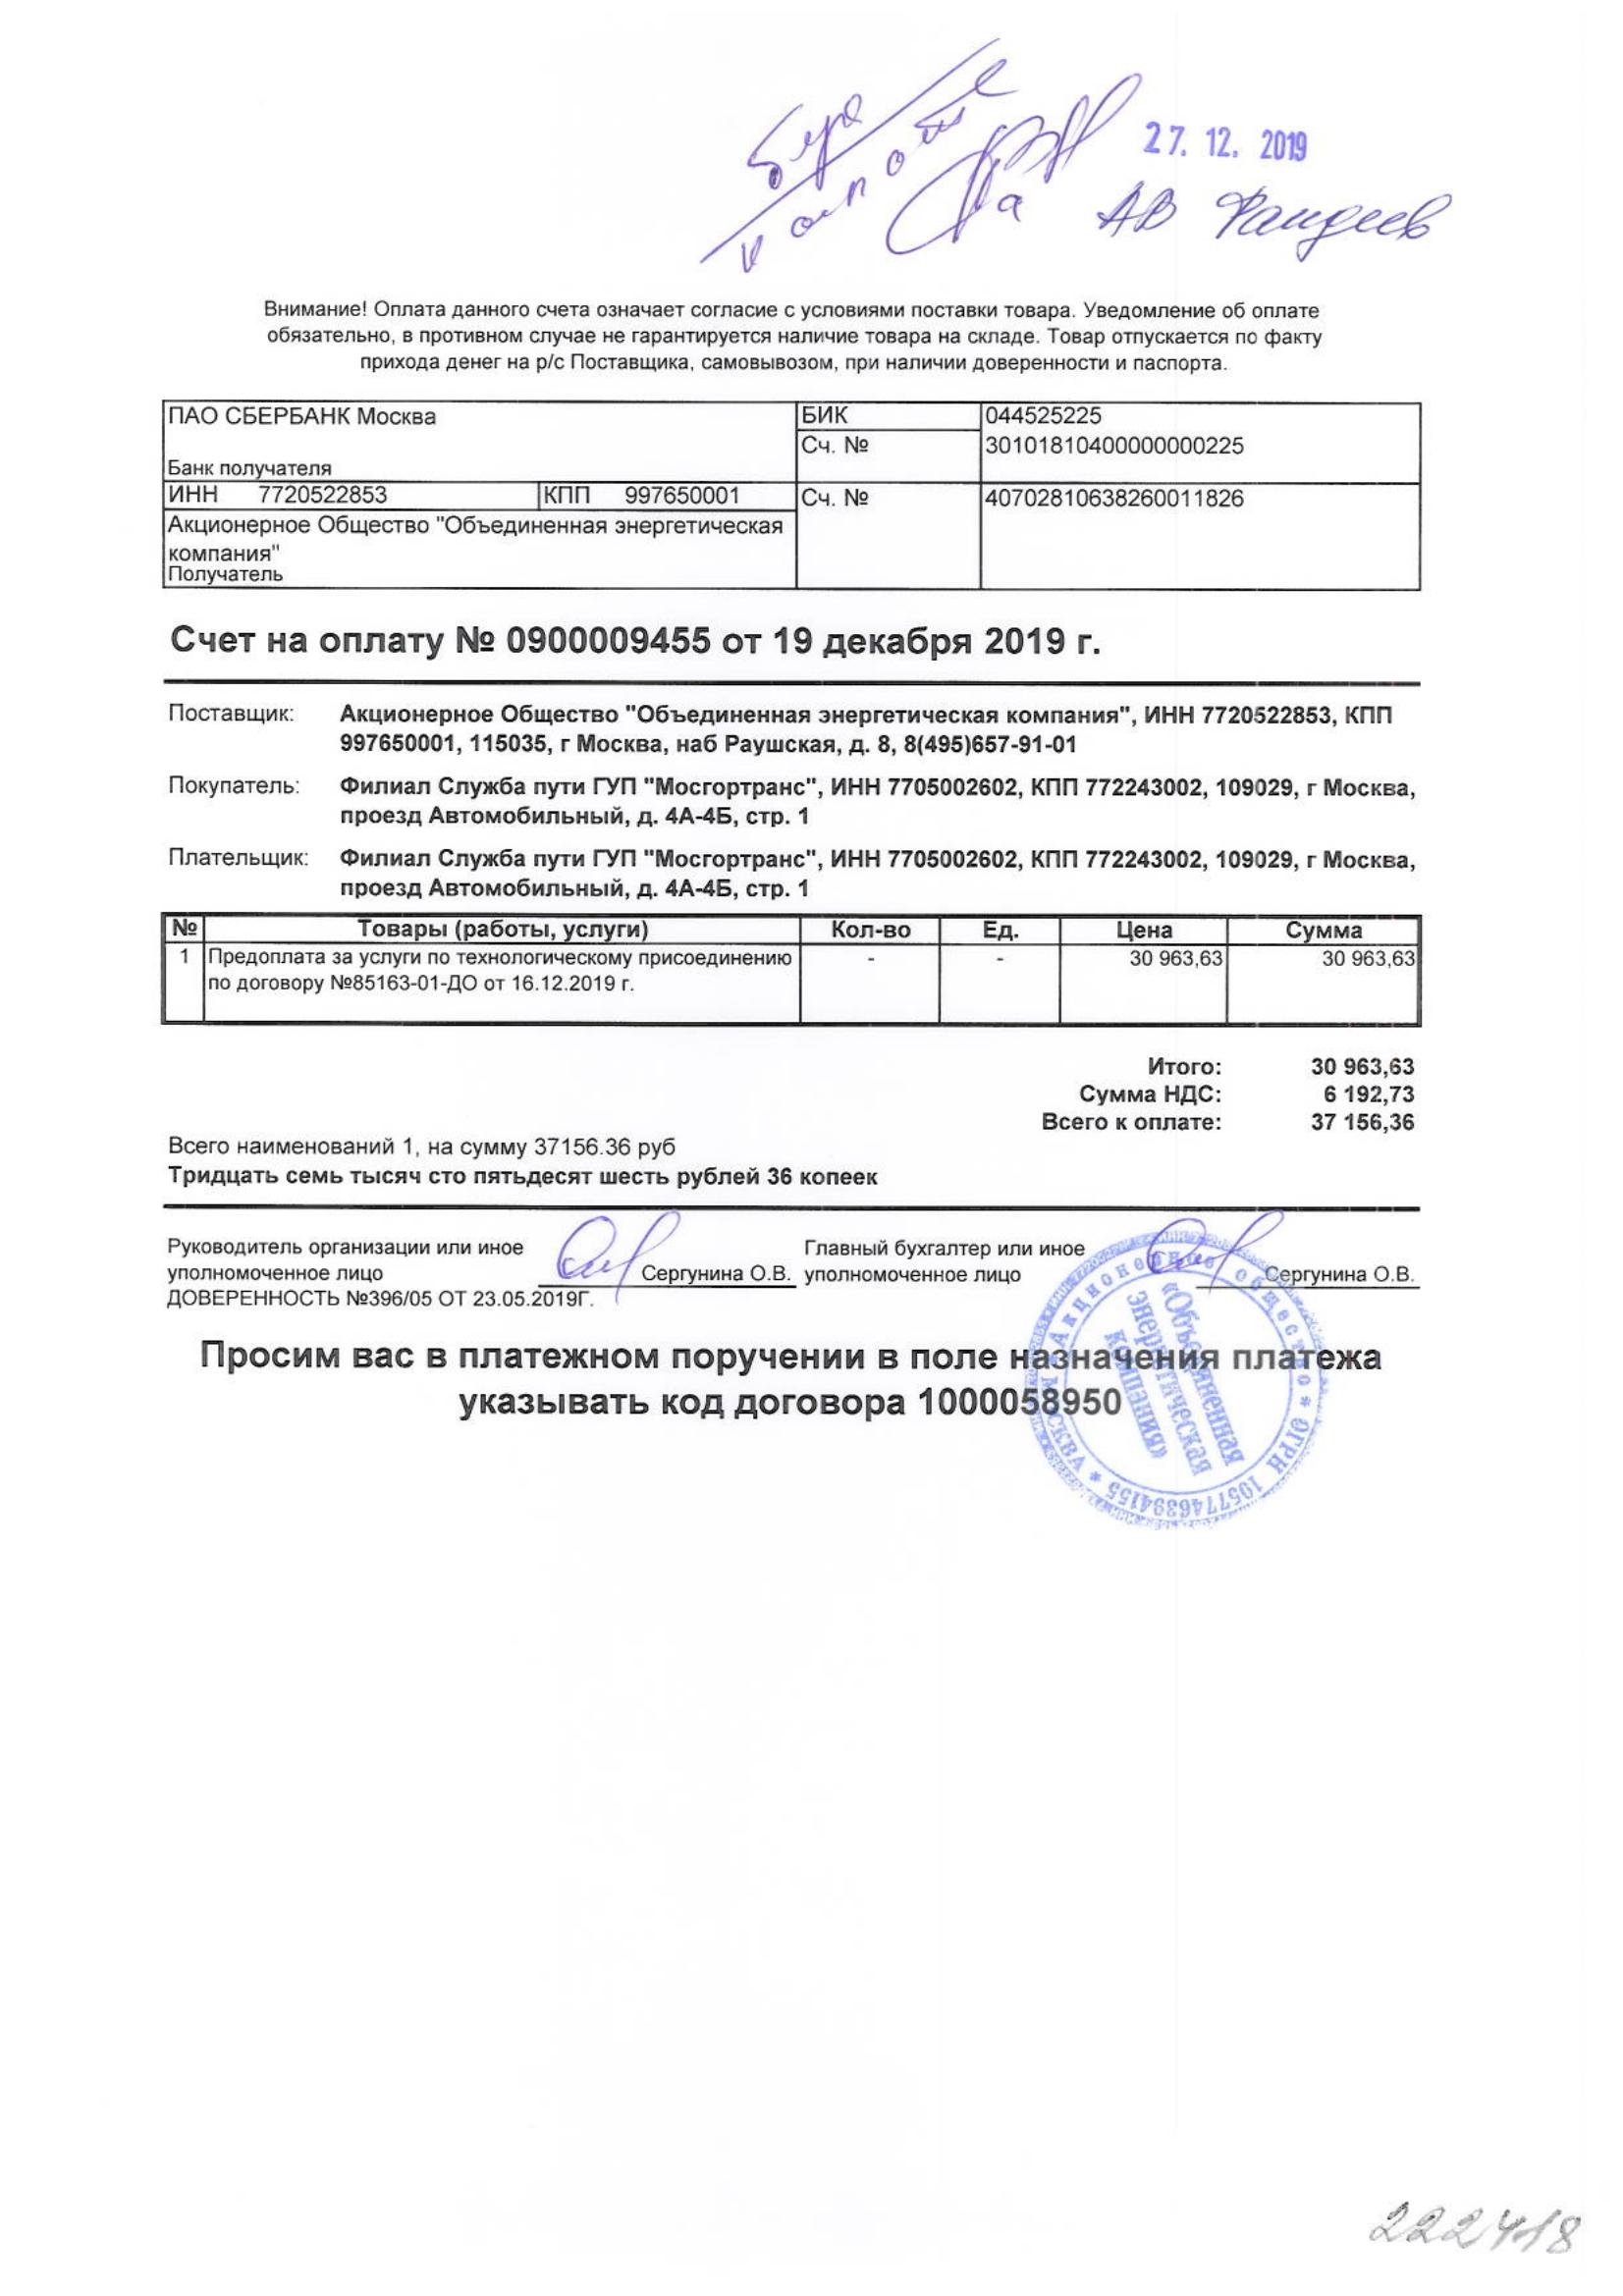 27. 12. 2019
Внимание! Оплата данного счета означает согласие с условиями поставки товара. Уведомление об оплате
обязательно, в противном случае не гарантируется наличие товара на складе. Товар отпускается по факту
прихода денег на р/с Поставщика, самовывозом, при наличии доверенности и паспорта.
ПАО СБЕРБАНК Москва БИК 044525225
Сч. № 30101810400000000225
Банк получателя
ИНН 7720522853 КПП 997650001 Сч. № 40702810638260011826
Акционерное Общество "Объединенная энергетическая
компания"
Получатель
Счет на оплату № 0900009455 от 19 декабря 2019 г.
Поставщик: Акционерное Общество "Объединенная энергетическая компания", ИНН 7720522853, КПП
997650001, 115035, г Москва, наб Раушская, д. 8, 8(495)657-91-01
Покупатель: Филиал Служба пути ГУП "Мосгортранс", ИНН 7705002602, КПП 772243002, 109029, г Москва,
проезд Автомобильный, д. 4А-4Б, стр. 1
Плательщик: Филиал Служба пути ГУП "Мосгортранс", ИНН 7705002602, КПП 772243002, 109029, г Москва,
проезд Автомобильный, д. 4А-4Б, стр. 1
№ Товары (работы, услуги) Кол-во Ед. Цена Сумма
1 Предоплата за услуги по технологическому присоединению - - 30 963,63 30 963,63
по договору №85163-01-ДО от 16.12.2019 г.
Итого: 30 963,63
Сумма НДС: 6 192,73
Всего к оплате: 37 156,36
Всего наименований 1, на сумму 37156.36 руб
Тридцать семь тысяч сто пятьдесят шесть рублей 36 копеек
Руководитель организации или иное Главный бухгалтер или иное
уполномоченное лицо Сергунина О.В. уполномоченное лицо Сергунина О.В.
ДОВЕРЕННОСТЬ №396/05 ОТ 23.05.2019Г.
Просим вас в платежном поручении в поле назначения платежа
указывать код договора 1000058950
Акционерное общество * ОГРН 1057746394155 * МОСКВА *
«Объединенная
энергетическая
компания»
222418